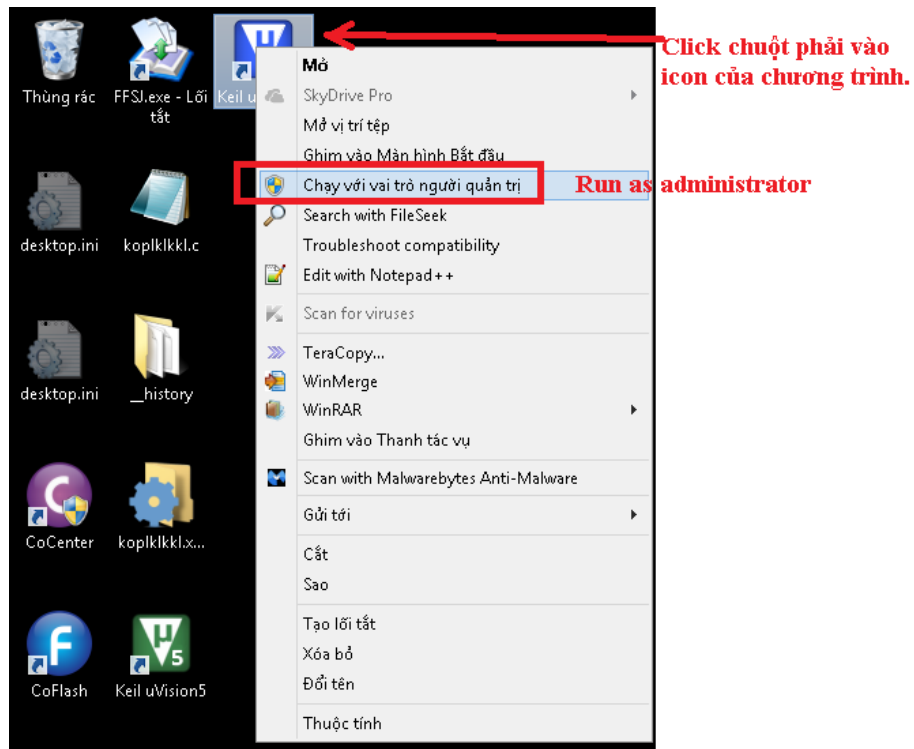 Click chuột phải vào
icon của chương trình.
Thùng rác
FFSJ.exe - Lối
tắt
Keil u
Mở
SkyDrive Pro
Mở vị trí tệp
Ghim vào Màn hình Bắt đầu
Chạy với vai trò người quản trị
Run as administrator
Search with FileSeek
Troubleshoot compatibility
Edit with Notepad++
Scan for viruses
TeraCopy...
WinMerge
WinRAR
Ghim vào Thanh tác vụ
Scan with Malwarebytes Anti-Malware
Gửi tới
Cắt
Sao
Tạo lối tắt
Xóa bỏ
Đổi tên
Thuộc tính
desktop.ini
koplklkkl.c
desktop.ini
__history
CoCenter
koplklkkl.x...
CoFlash
Keil uVision5